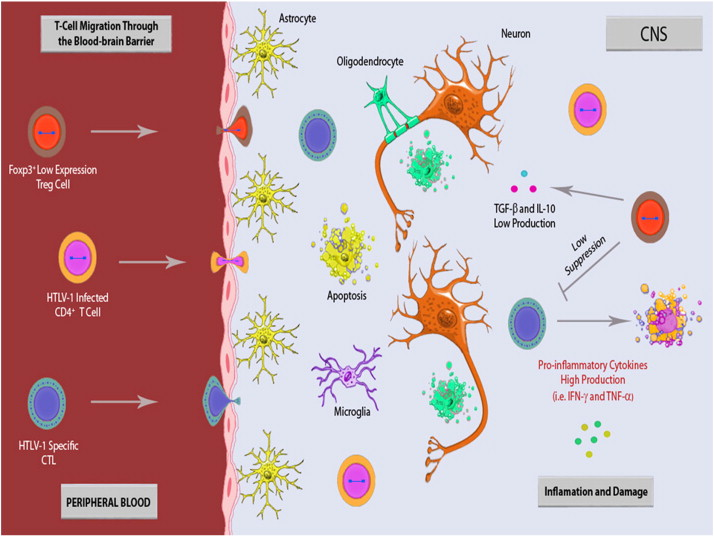 T-Cell Migration Through
the Blood-brain Barrier
Astrocyte
Neuron
CNS
Oligodendrocyte
Foxp3⁺ Low Expression
Treg Cell
TGF-β and IL-10
Low Production
Low
Suppression
HTLV-1 Infected
CD4⁺ T Cell
Apoptosis
Pro-inflammatory Cytokines
High Production
(i.e. IFN-γ and TNF-α)
Microglia
HTLV-1 Specific
CTL
PERIPHERAL BLOOD
Inflamation and Damage